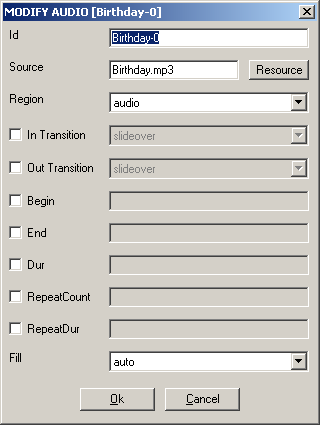 MODIFY AUDIO [Birthday-0]
Id Birthday-0
Source Birthday.mp3 Resource
Region audio
In Transition slideover
Out Transition slideover
Begin
End
Dur
RepeatCount
RepeatDur
Fill auto
Ok Cancel